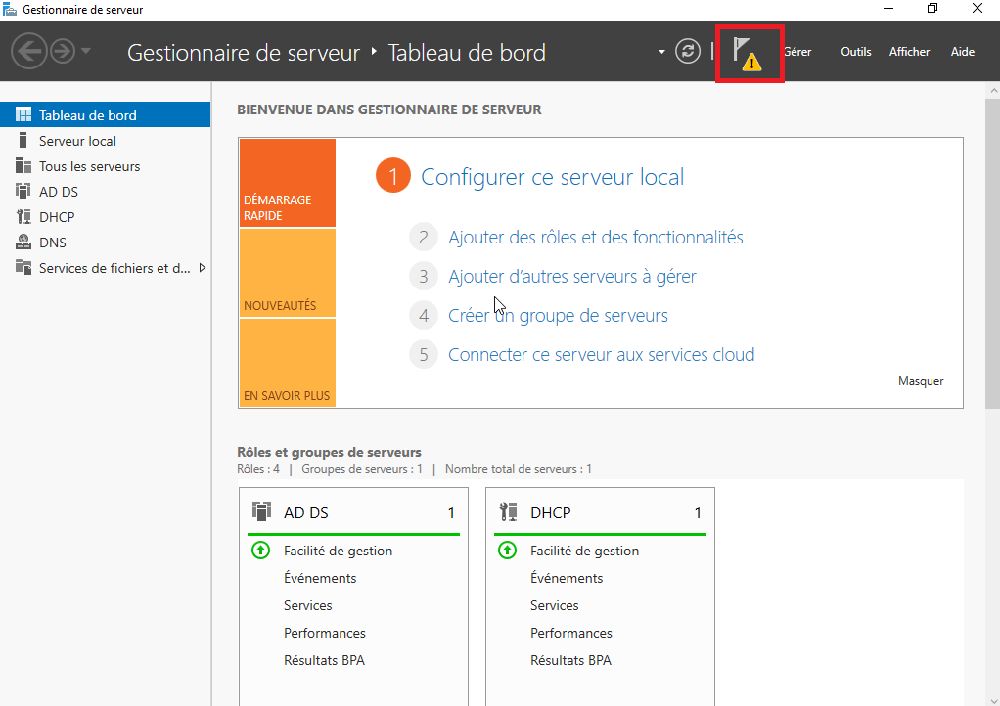 Gestionnaire de serveur
Gestionnaire de serveur ‣ Tableau de bord
Gérer Outils Afficher Aide
Tableau de bord
Serveur local
Tous les serveurs
AD DS
DHCP
DNS
Services de fichiers et d...
BIENVENUE DANS GESTIONNAIRE DE SERVEUR
DÉMARRAGE
RAPIDE
NOUVEAUTÉS
EN SAVOIR PLUS
1 Configurer ce serveur local
2 Ajouter des rôles et des fonctionnalités
3 Ajouter d'autres serveurs à gérer
4 Créer un groupe de serveurs
5 Connecter ce serveur aux services cloud
Masquer
Rôles et groupes de serveurs
Rôles : 4 | Groupes de serveurs : 1 | Nombre total de serveurs : 1
AD DS 1
Facilité de gestion
Événements
Services
Performances
Résultats BPA
DHCP 1
Facilité de gestion
Événements
Services
Performances
Résultats BPA